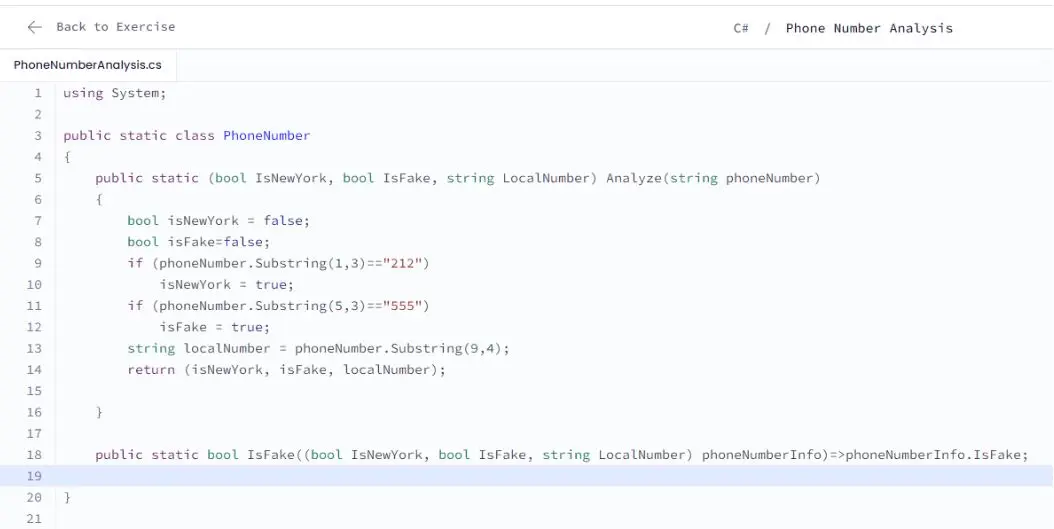 ← Back to Exercise
C# / Phone Number Analysis
PhoneNumberAnalysis.cs
1 using System;
2
3 public static class PhoneNumber
4 {
5     public static (bool IsNewYork, bool IsFake, string LocalNumber) Analyze(string phoneNumber)
6     {
7         bool isNewYork = false;
8         bool isFake=false;
9         if (phoneNumber.Substring(1,3)=="212")
10             isNewYork = true;
11         if (phoneNumber.Substring(5,3)=="555")
12             isFake = true;
13         string localNumber = phoneNumber.Substring(9,4);
14         return (isNewYork, isFake, localNumber);
15
16     }
17
18     public static bool IsFake((bool IsNewYork, bool IsFake, string LocalNumber) phoneNumberInfo)=>phoneNumberInfo.IsFake;
19
20 }
21